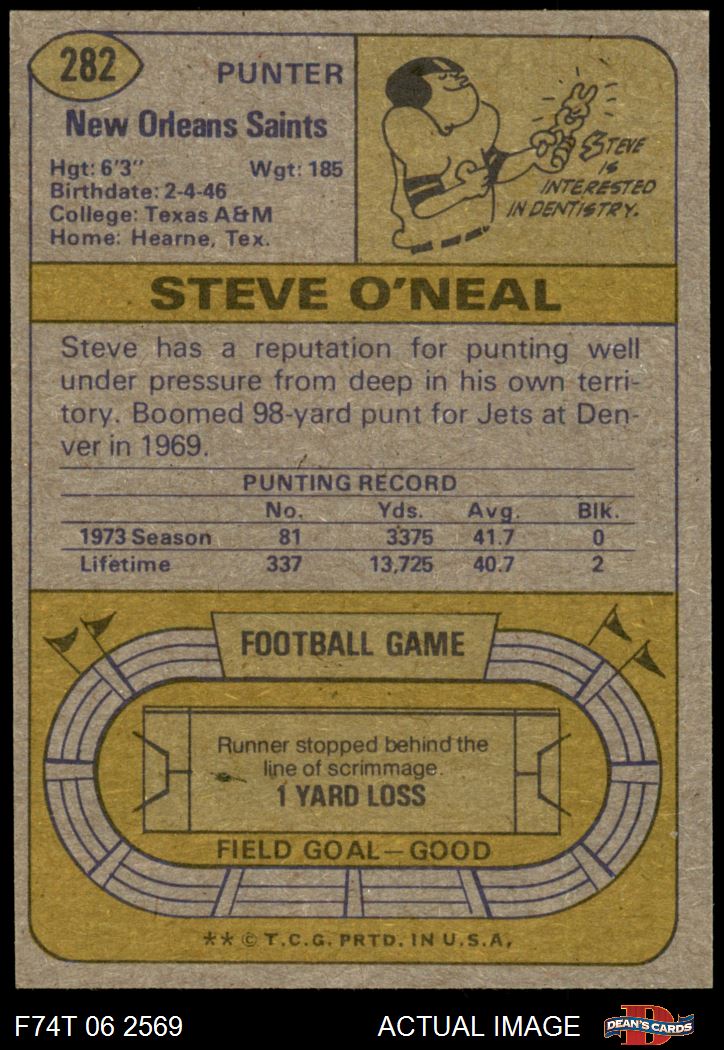 282
PUNTER
New Orleans Saints
Hgt: 6'3" Wgt: 185
Birthdate: 2-4-46
College: Texas A&M
Home: Hearne, Tex.
STEVE
IS
INTERESTED
IN DENTISTRY.
STEVE O'NEAL
Steve has a reputation for punting well
under pressure from deep in his own terri-
tory. Boomed 98-yard punt for Jets at Den-
ver in 1969.
PUNTING RECORD
No. Yds. Avg. Blk.
1973 Season 81 3375 41.7 0
Lifetime 337 13,725 40.7 2
FOOTBALL GAME
Runner stopped behind the
line of scrimmage.
1 YARD LOSS
FIELD GOAL—GOOD
** © T.C.G. PRTD. IN U.S.A.
F74T 06 2569 ACTUAL IMAGE
D
DEAN'S CARDS